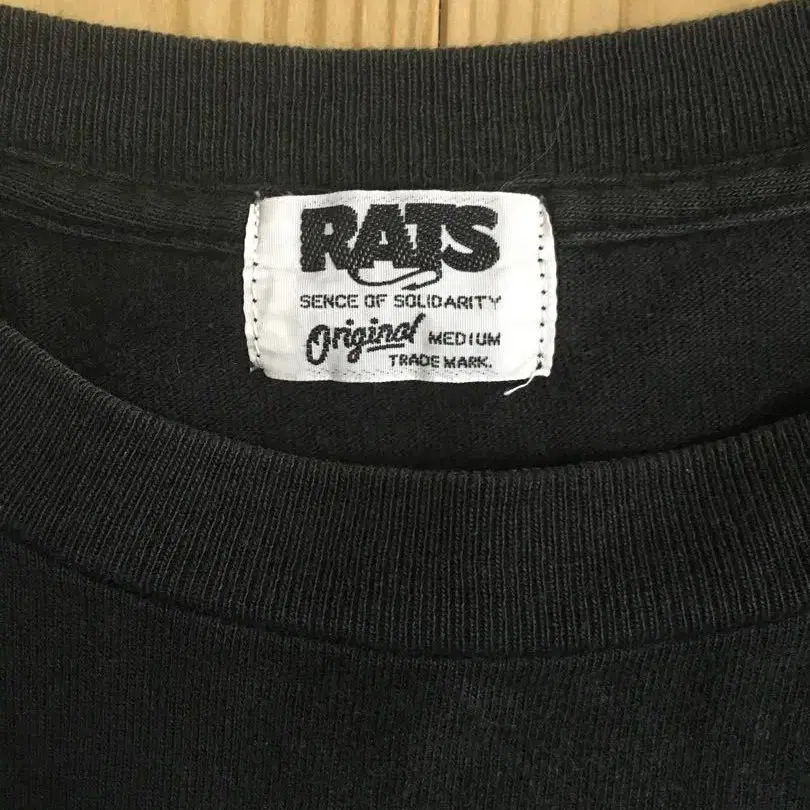 RATS
SENCE OF SOLIDARITY
Original MEDIUM
TRADE MARK.